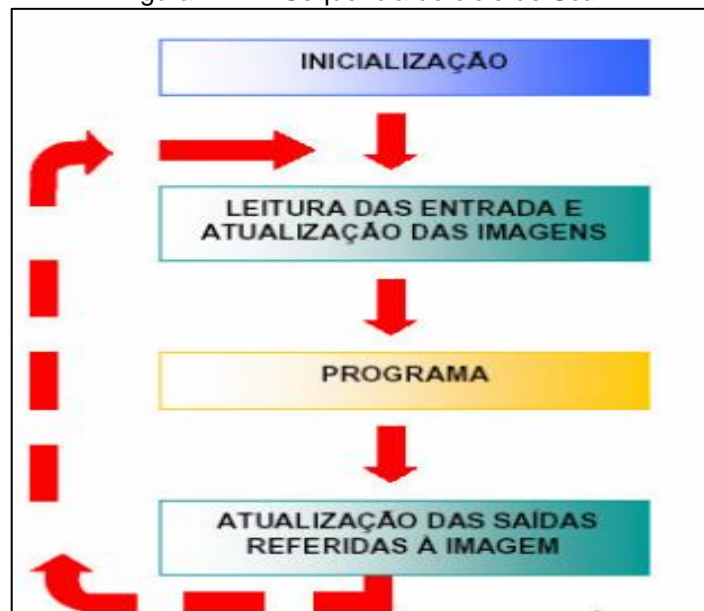 INICIALIZAÇÃO
LEITURA DAS ENTRADA E
ATUALIZAÇÃO DAS IMAGENS
PROGRAMA
ATUALIZAÇÃO DAS SAÍDAS
REFERIDAS À IMAGEM